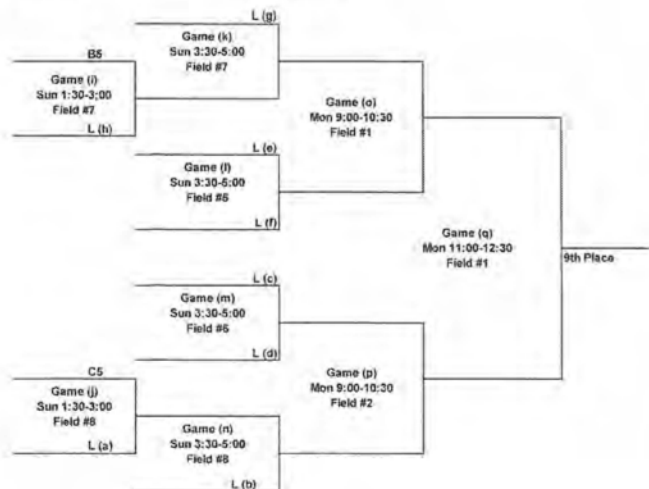 L (g)
Game (k)
Sun 3:30-5:00
Field #7
B5
Game (i)
Sun 1:30-3:00
Field #7
L (h)
Game (o)
Mon 9:00-10:30
Field #1
L (e)
Game (l)
Sun 3:30-5:00
Field #5
L (f)
Game (q)
Mon 11:00-12:30
Field #1
9th Place
L (c)
Game (m)
Sun 3:30-5:00
Field #6
L (d)
Game (p)
Mon 9:00-10:30
Field #2
C5
Game (j)
Sun 1:30-3:00
Field #8
L (a)
Game (n)
Sun 3:30-5:00
Field #8
L (b)